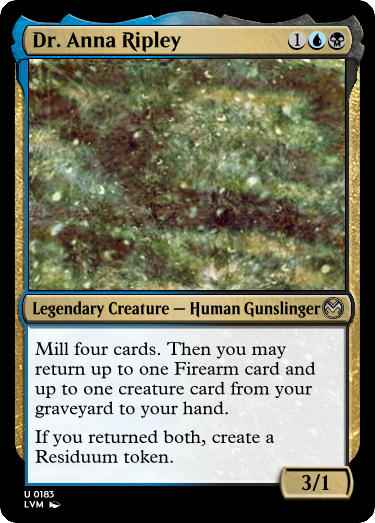 Dr. Anna Ripley 1
Legendary Creature — Human Gunslinger
Mill four cards. Then you may
return up to one Firearm card and
up to one creature card from your
graveyard to your hand.
If you returned both, create a
Residuum token.
3/1
U 0183
LVM